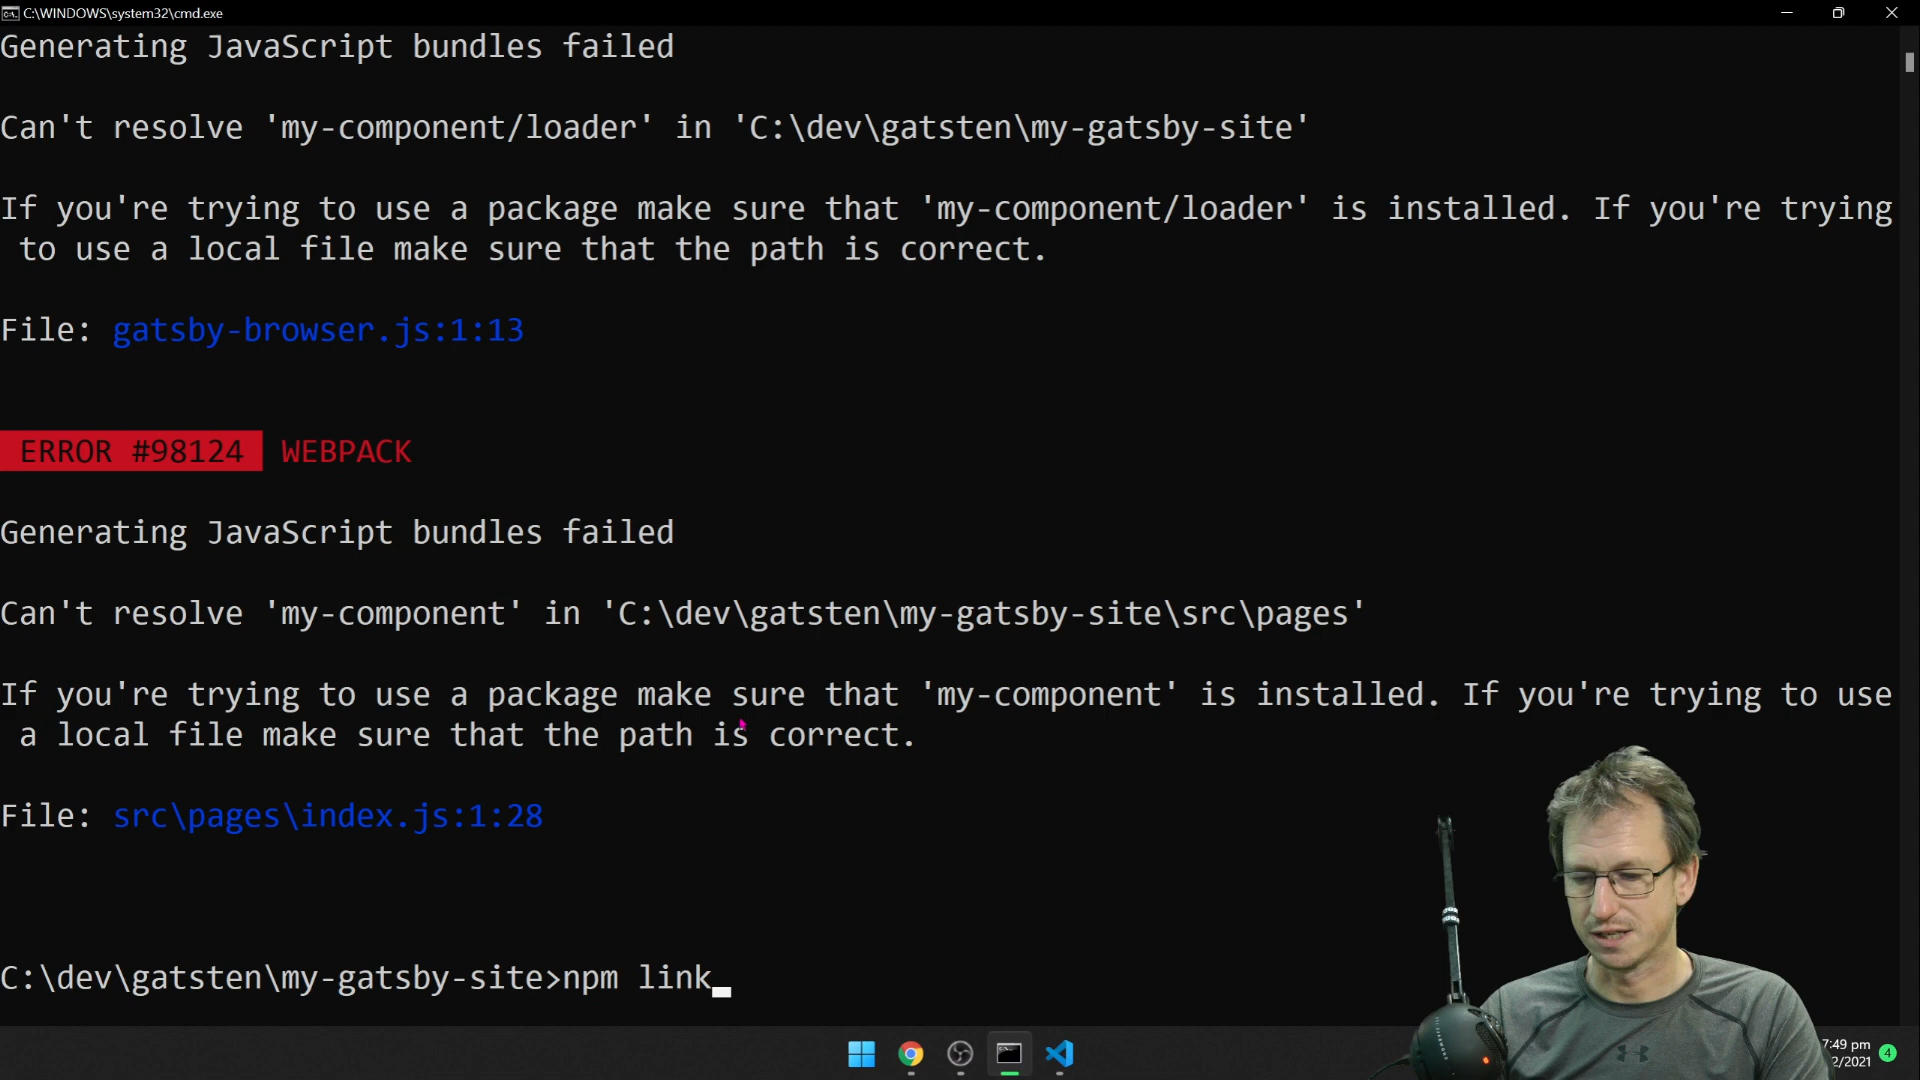 C:\WINDOWS\system32\cmd.exe
Generating JavaScript bundles failed
Can't resolve 'my-component/loader' in 'C:\dev\gatsten\my-gatsby-site'
If you're trying to use a package make sure that 'my-component/loader' is installed. If you're trying
to use a local file make sure that the path is correct.
File: gatsby-browser.js:1:13
ERROR #98124 WEBPACK
Generating JavaScript bundles failed
Can't resolve 'my-component' in 'C:\dev\gatsten\my-gatsby-site\src\pages'
If you're trying to use a package make sure that 'my-component' is installed. If you're trying to use
a local file make sure that the path is correct.
File: src\pages\index.js:1:28
C:\dev\gatsten\my-gatsby-site>npm link_
7:49 pm
2/2021
4